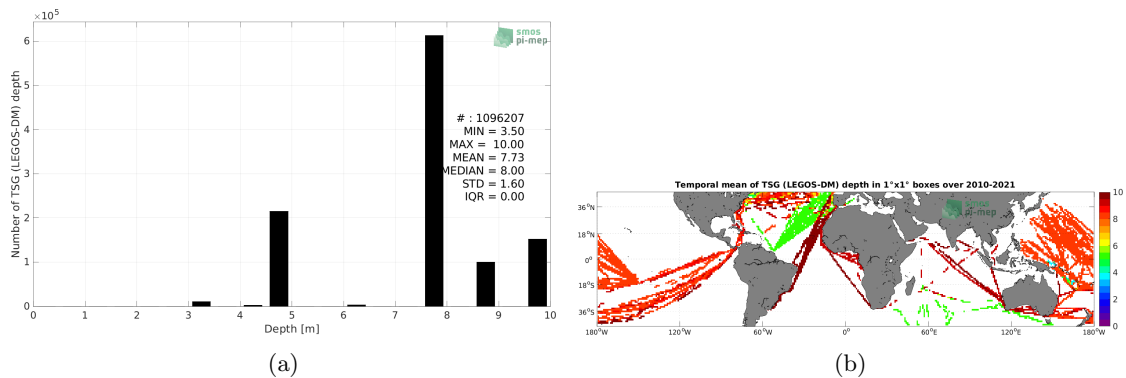 ×10⁵
smos
pi-mep
6
5
4
3
2
1
0
Number of TSG (LEGOS-DM) depth
# : 1096207
MIN = 3.50
MAX = 10.00
MEAN = 7.73
MEDIAN = 8.00
STD = 1.60
IQR = 0.00
0 1 2 3 4 5 6 7 8 9 10
Depth [m]
(a)
Temporal mean of TSG (LEGOS-DM) depth in 1°x1° boxes over 2010-2021
smos
pi-mep
36°N
18°N
0°
18°S
36°S
180°W 120°W 60°W 0° 60°E 120°E 180°E
10
8
6
4
2
0
(b)